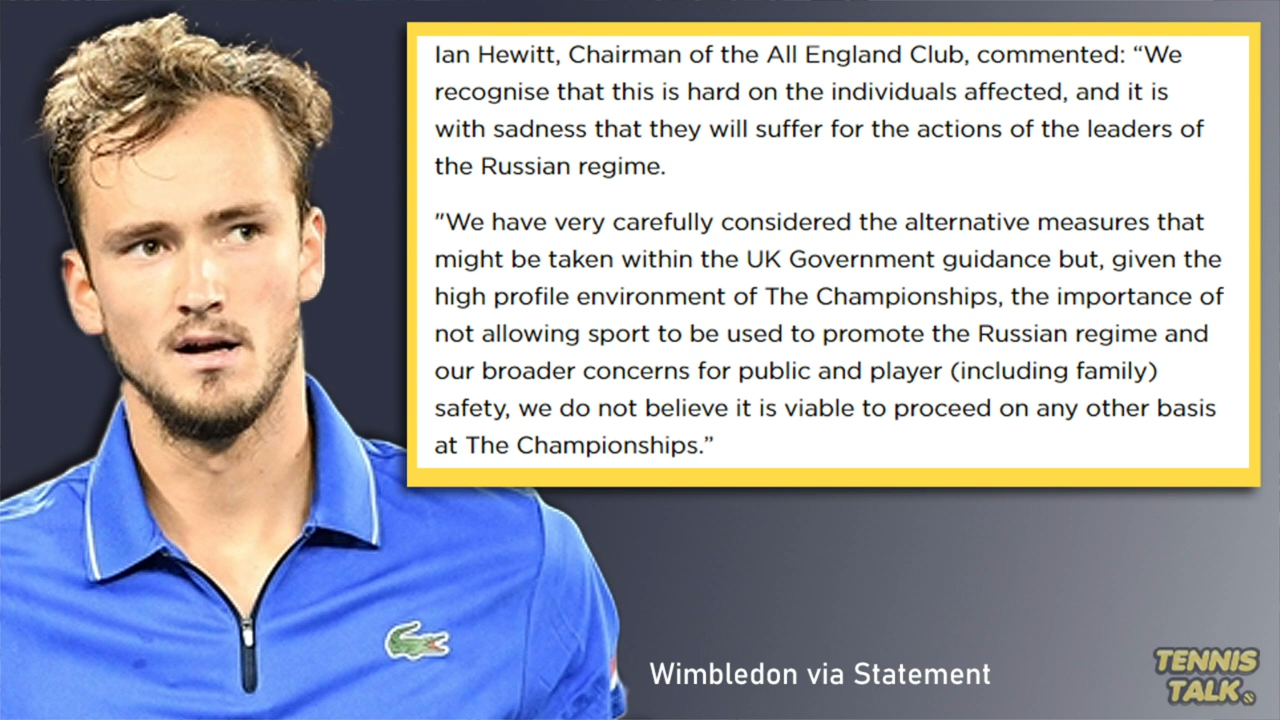 Ian Hewitt, Chairman of the All England Club, commented: “We
recognise that this is hard on the individuals affected, and it is
with sadness that they will suffer for the actions of the leaders of
the Russian regime.
"We have very carefully considered the alternative measures that
might be taken within the UK Government guidance but, given the
high profile environment of The Championships, the importance of
not allowing sport to be used to promote the Russian regime and
our broader concerns for public and player (including family)
safety, we do not believe it is viable to proceed on any other basis
at The Championships.”
Wimbledon via Statement
TENNIS
TALK